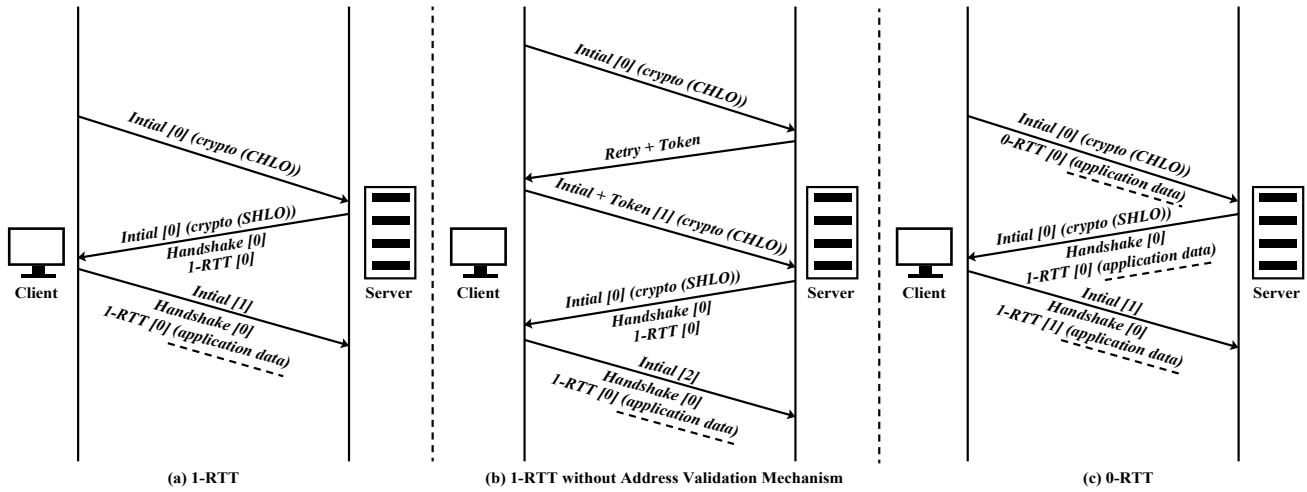 Intial [0] (crypto (CHLO))
Intial [0] (crypto (SHLO))
Handshake [0]
1-RTT [0]
Client
Server
Intial [1]
Handshake [0]
1-RTT [0] (application data)
(a) 1-RTT
Intial [0] (crypto (CHLO))
Retry + Token
Intial + Token [1] (crypto (CHLO))
Intial [0] (crypto (SHLO))
Handshake [0]
1-RTT [0]
Client
Server
Intial [2]
Handshake [0]
1-RTT [0] (application data)
(b) 1-RTT without Address Validation Mechanism
Intial [0] (crypto (CHLO))
0-RTT [0] (application data)
Intial [0] (crypto (SHLO))
Handshake [0]
1-RTT [0] (application data)
Client
Server
Intial [1]
Handshake [0]
1-RTT [1] (application data)
(c) 0-RTT